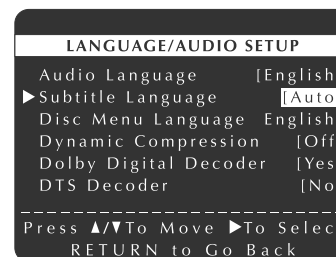 LANGUAGE/AUDIO SETUP
Audio Language [English
▶Subtitle Language [Auto
Disc Menu Language English
Dynamic Compression [Off
Dolby Digital Decoder [Yes
DTS Decoder [No
Press ▲/▼To Move ▶To Selec
RETURN to Go Back